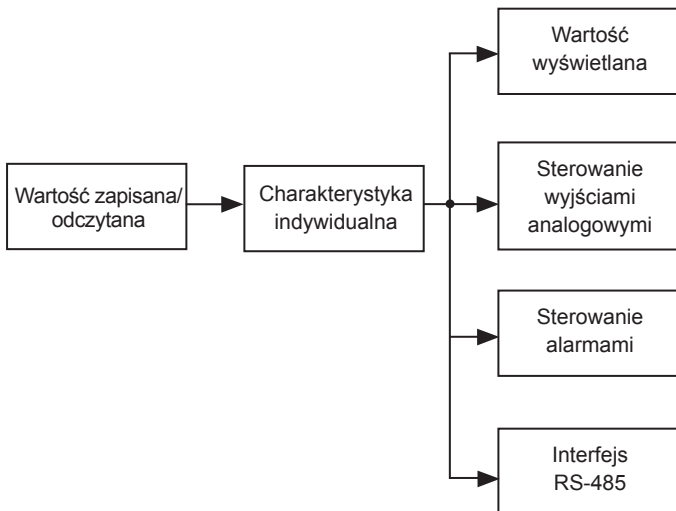 Wartość zapisana/
odczytana
Charakterystyka
indywidualna
Wartość
wyświetlana
Sterowanie
wyjściami
analogowymi
Sterowanie
alarmami
Interfejs
RS-485